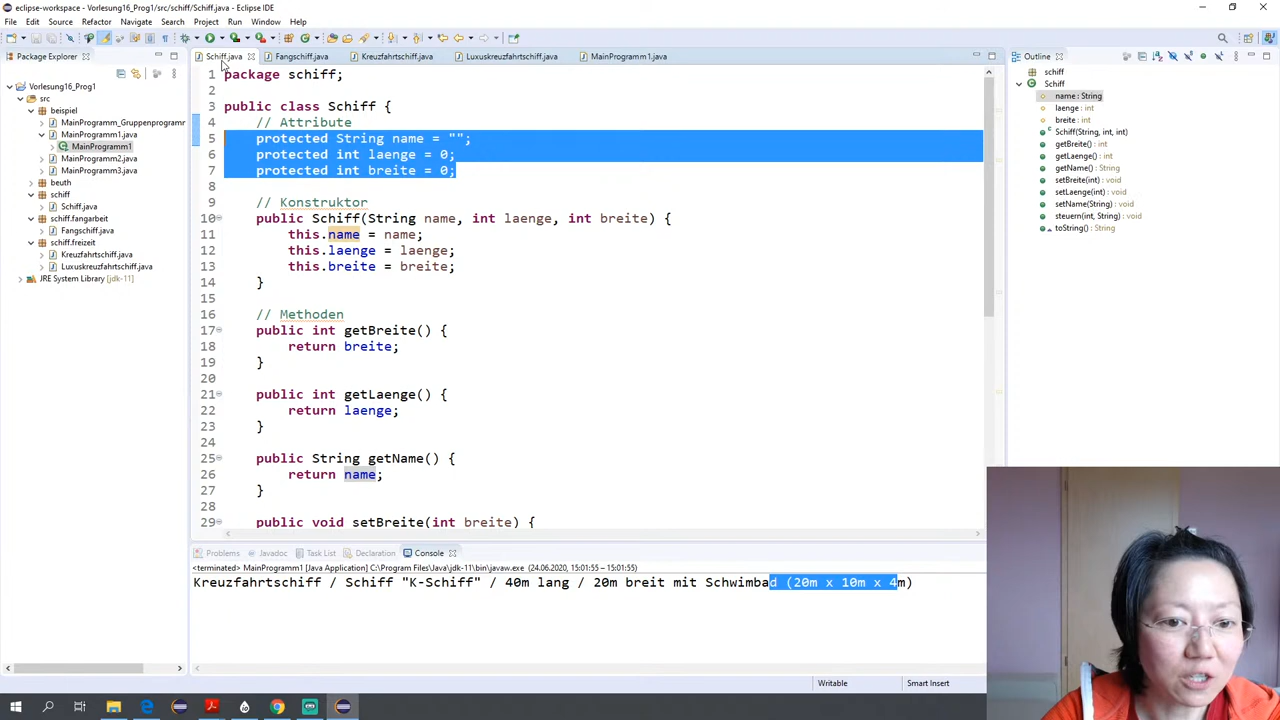 eclipse-workspace - Vorlesung16_Prog1/src/schiff/Schiff.java - Eclipse IDE
File Edit Source Refactor Navigate Search Project Run Window Help
Package Explorer
Vorlesung16_Prog1
src
beispiel
MainProgramm_Gruppenprogramm
MainProgramm1.java
MainProgramm1
MainProgramm2.java
MainProgramm3.java
beuth
schiff
Schiff.java
schiff.fangarbeit
Fangschiff.java
schiff.freizeit
Kreuzfahrtschiff.java
Luxuskreuzfahrtschiff.java
JRE System Library [jdk-11]
Schiff.java Fangschiff.java Kreuzfahrtschiff.java Luxuskreuzfahrtschiff.java MainProgramm1.java
1 package schiff;
2
3 public class Schiff {
4 // Attribute
5 protected String name = "";
6 protected int laenge = 0;
7 protected int breite = 0;
8
9 // Konstruktor
10 public Schiff(String name, int laenge, int breite) {
11 this.name = name;
12 this.laenge = laenge;
13 this.breite = breite;
14 }
15
16 // Methoden
17 public int getBreite() {
18 return breite;
19 }
20
21 public int getLaenge() {
22 return laenge;
23 }
24
25 public String getName() {
26 return name;
27 }
28
29 public void setBreite(int breite) {
Problems Javadoc Task List Declaration Console
<terminated> MainProgramm1 [Java Application] C:\Program Files\Java\jdk-11\bin\javaw.exe (24.06.2020, 15:01:55 – 15:01:55)
Kreuzfahrtschiff / Schiff "K-Schiff" / 40m lang / 20m breit mit Schwimbad (20m x 10m x 4m)
Outline
schiff
Schiff
name : String
laenge : int
breite : int
Schiff(String, int, int)
getBreite() : int
getLaenge() : int
getName() : String
setBreite(int) : void
setLaenge(int) : void
setName(String) : void
steuern(int, String) : void
toString() : String
Writable Smart Insert